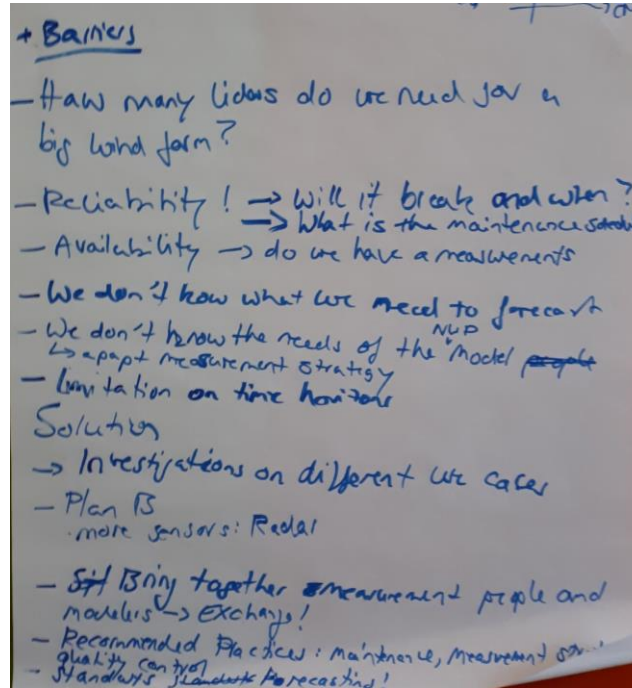 + Barriers
- How many lidars do we need for a
big wind farm?
- Reliability! → Will it break and when?
→ What is the maintenence
- Availability → do we have a measurements
- We don't know what we need to forecast
- We don't know the needs of the NWP model
↳ apapt measurement strategy
- Limitation on time horizons
Solution
→ Investigations on different use cases
- Plan B
· more sensors: Radar
- Bring together measurement people and
modelers → Exchange!
- Recommended Practices: maintenance, measurement
quality control
- Standarts Forecasting!